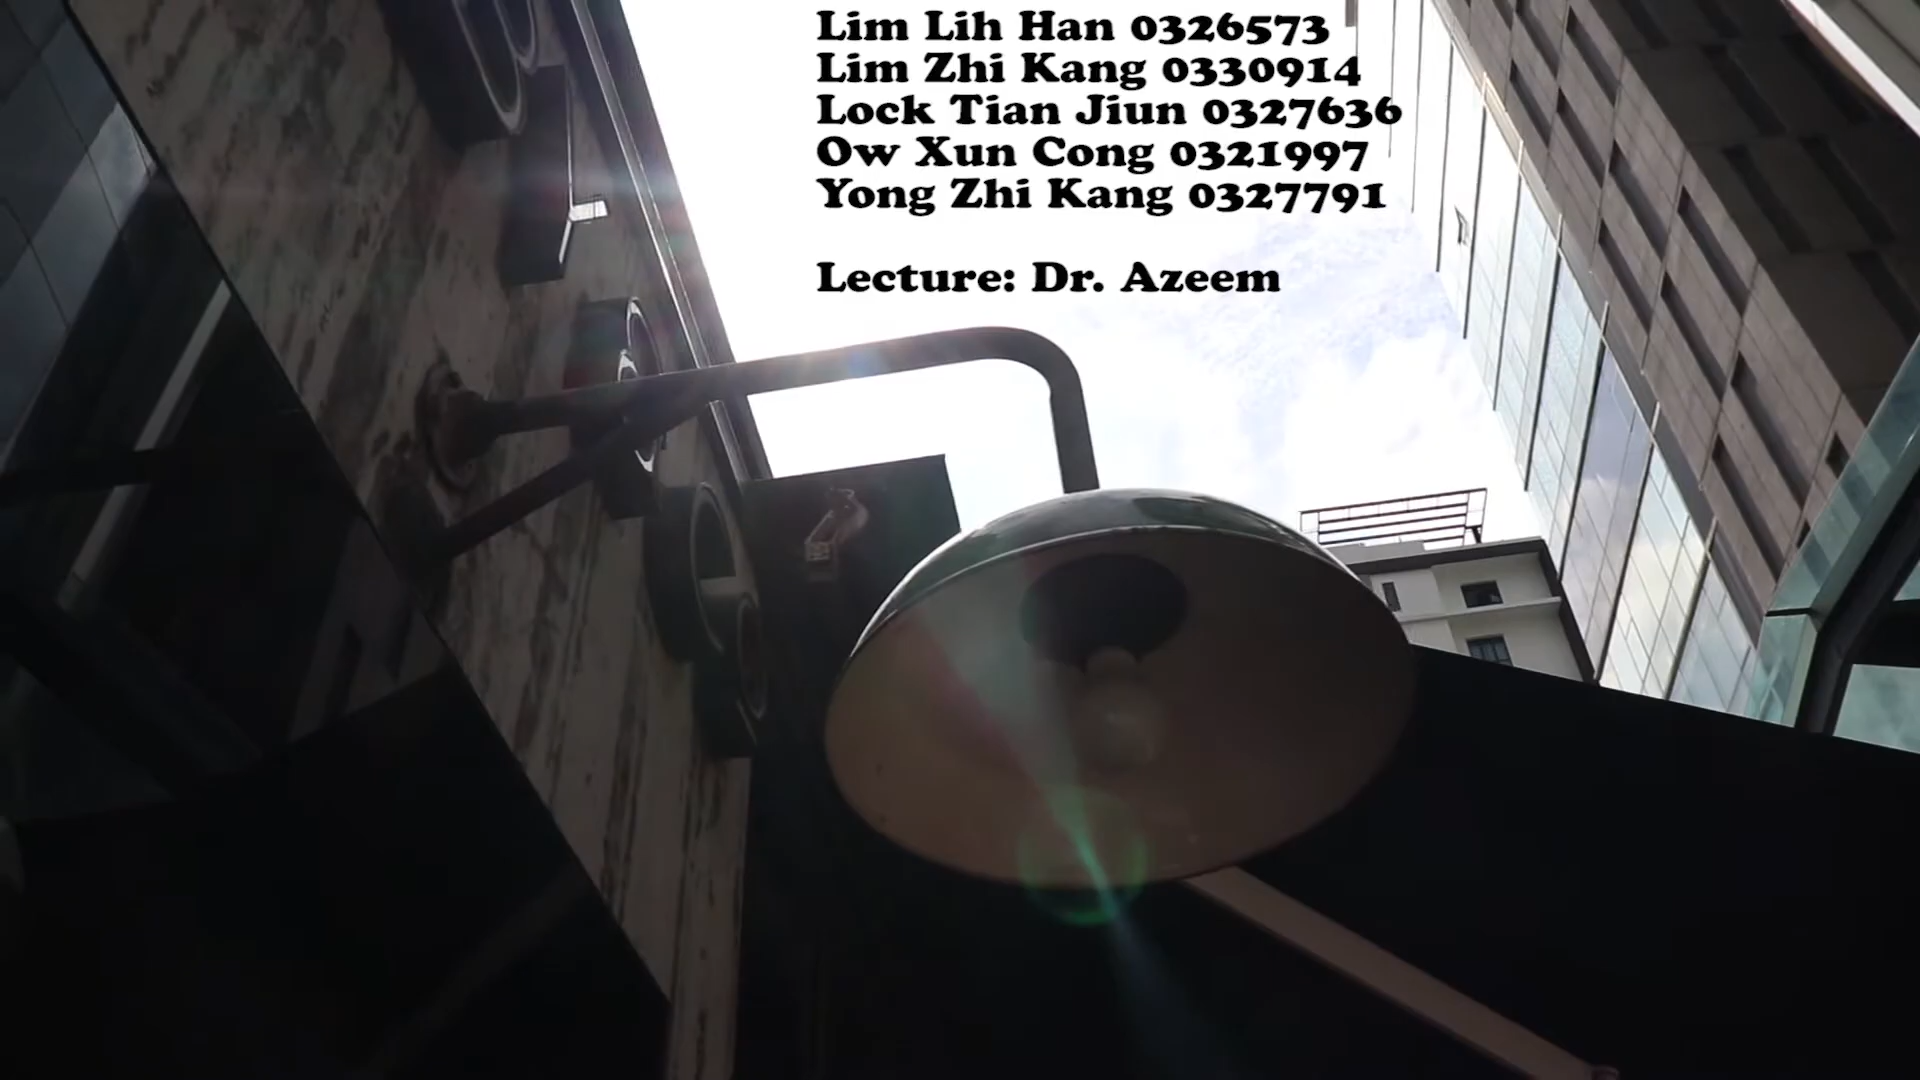 Lim Lih Han 0326573
Lim Zhi Kang 0330914
Lock Tian Jiun 0327636
Ow Xun Cong 0321997
Yong Zhi Kang 0327791
Lecture: Dr. Azeem